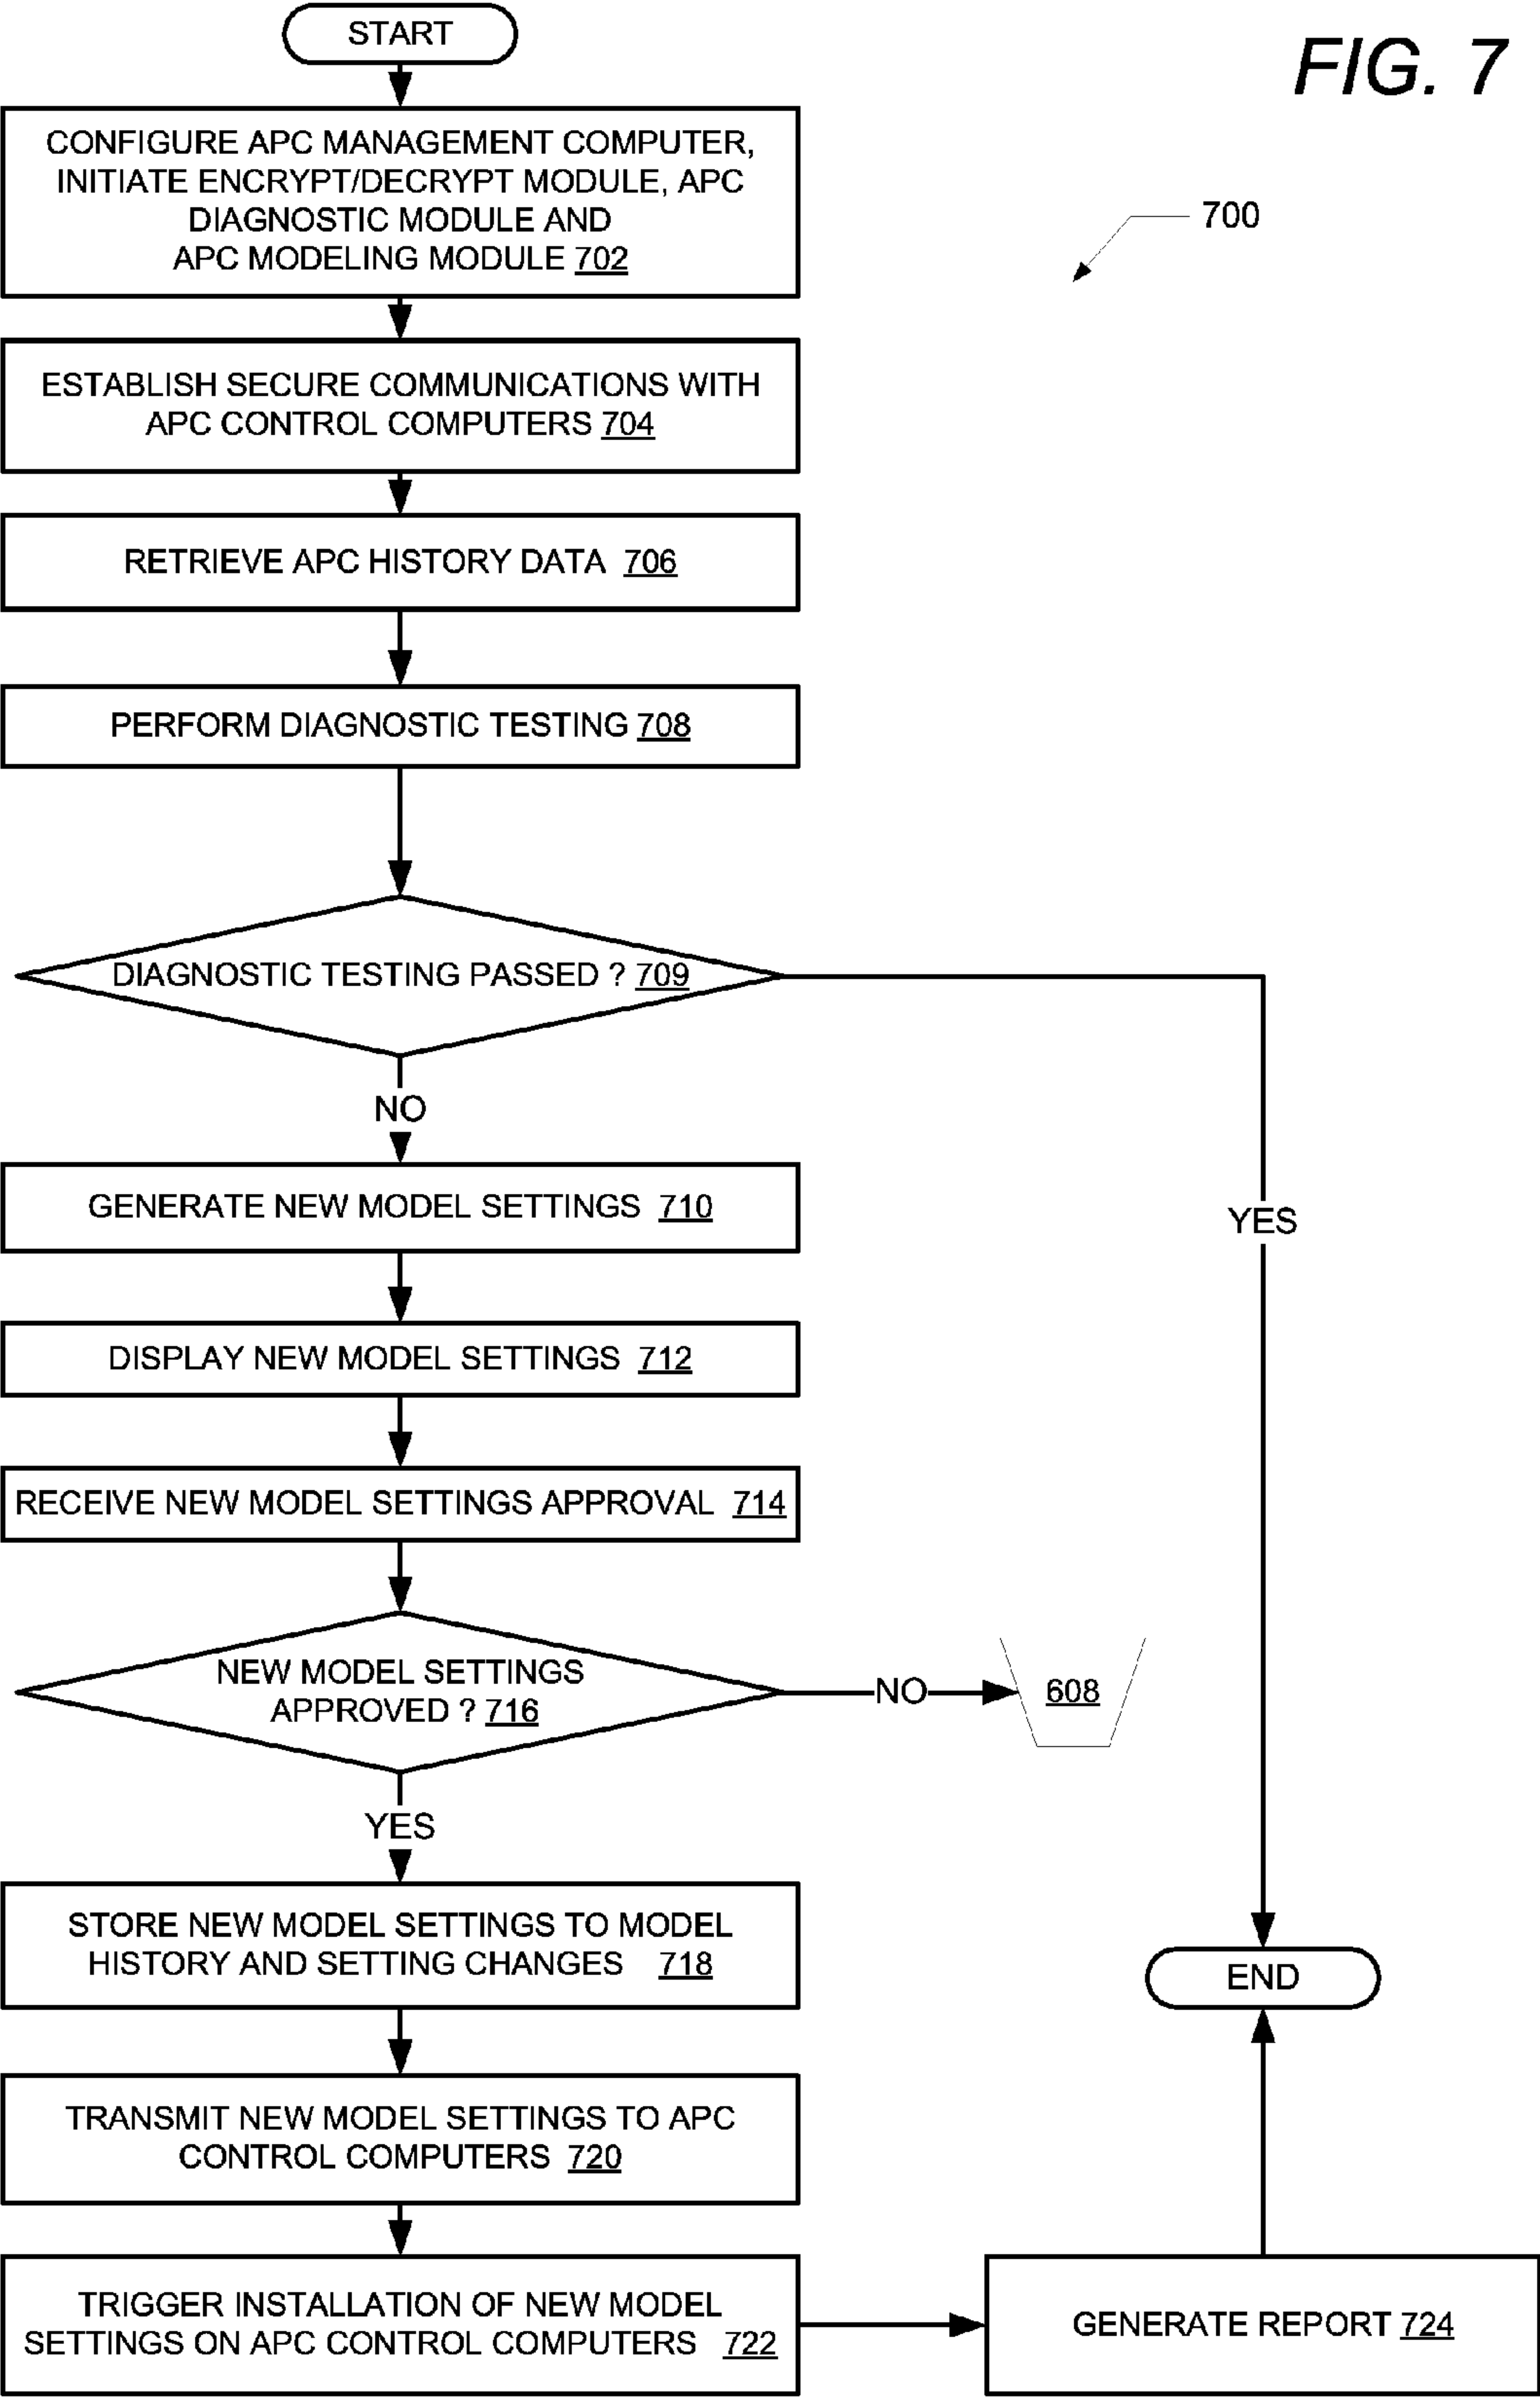 START
FIG. 7
CONFIGURE APC MANAGEMENT COMPUTER,
INITIATE ENCRYPT/DECRYPT MODULE, APC
DIAGNOSTIC MODULE AND
APC MODELING MODULE 702
700
ESTABLISH SECURE COMMUNICATIONS WITH
APC CONTROL COMPUTERS 704
RETRIEVE APC HISTORY DATA 706
PERFORM DIAGNOSTIC TESTING 708
DIAGNOSTIC TESTING PASSED ? 709
NO
YES
GENERATE NEW MODEL SETTINGS 710
DISPLAY NEW MODEL SETTINGS 712
RECEIVE NEW MODEL SETTINGS APPROVAL 714
NEW MODEL SETTINGS
APPROVED ? 716
NO
608
YES
STORE NEW MODEL SETTINGS TO MODEL
HISTORY AND SETTING CHANGES 718
END
TRANSMIT NEW MODEL SETTINGS TO APC
CONTROL COMPUTERS 720
TRIGGER INSTALLATION OF NEW MODEL
SETTINGS ON APC CONTROL COMPUTERS 722
GENERATE REPORT 724